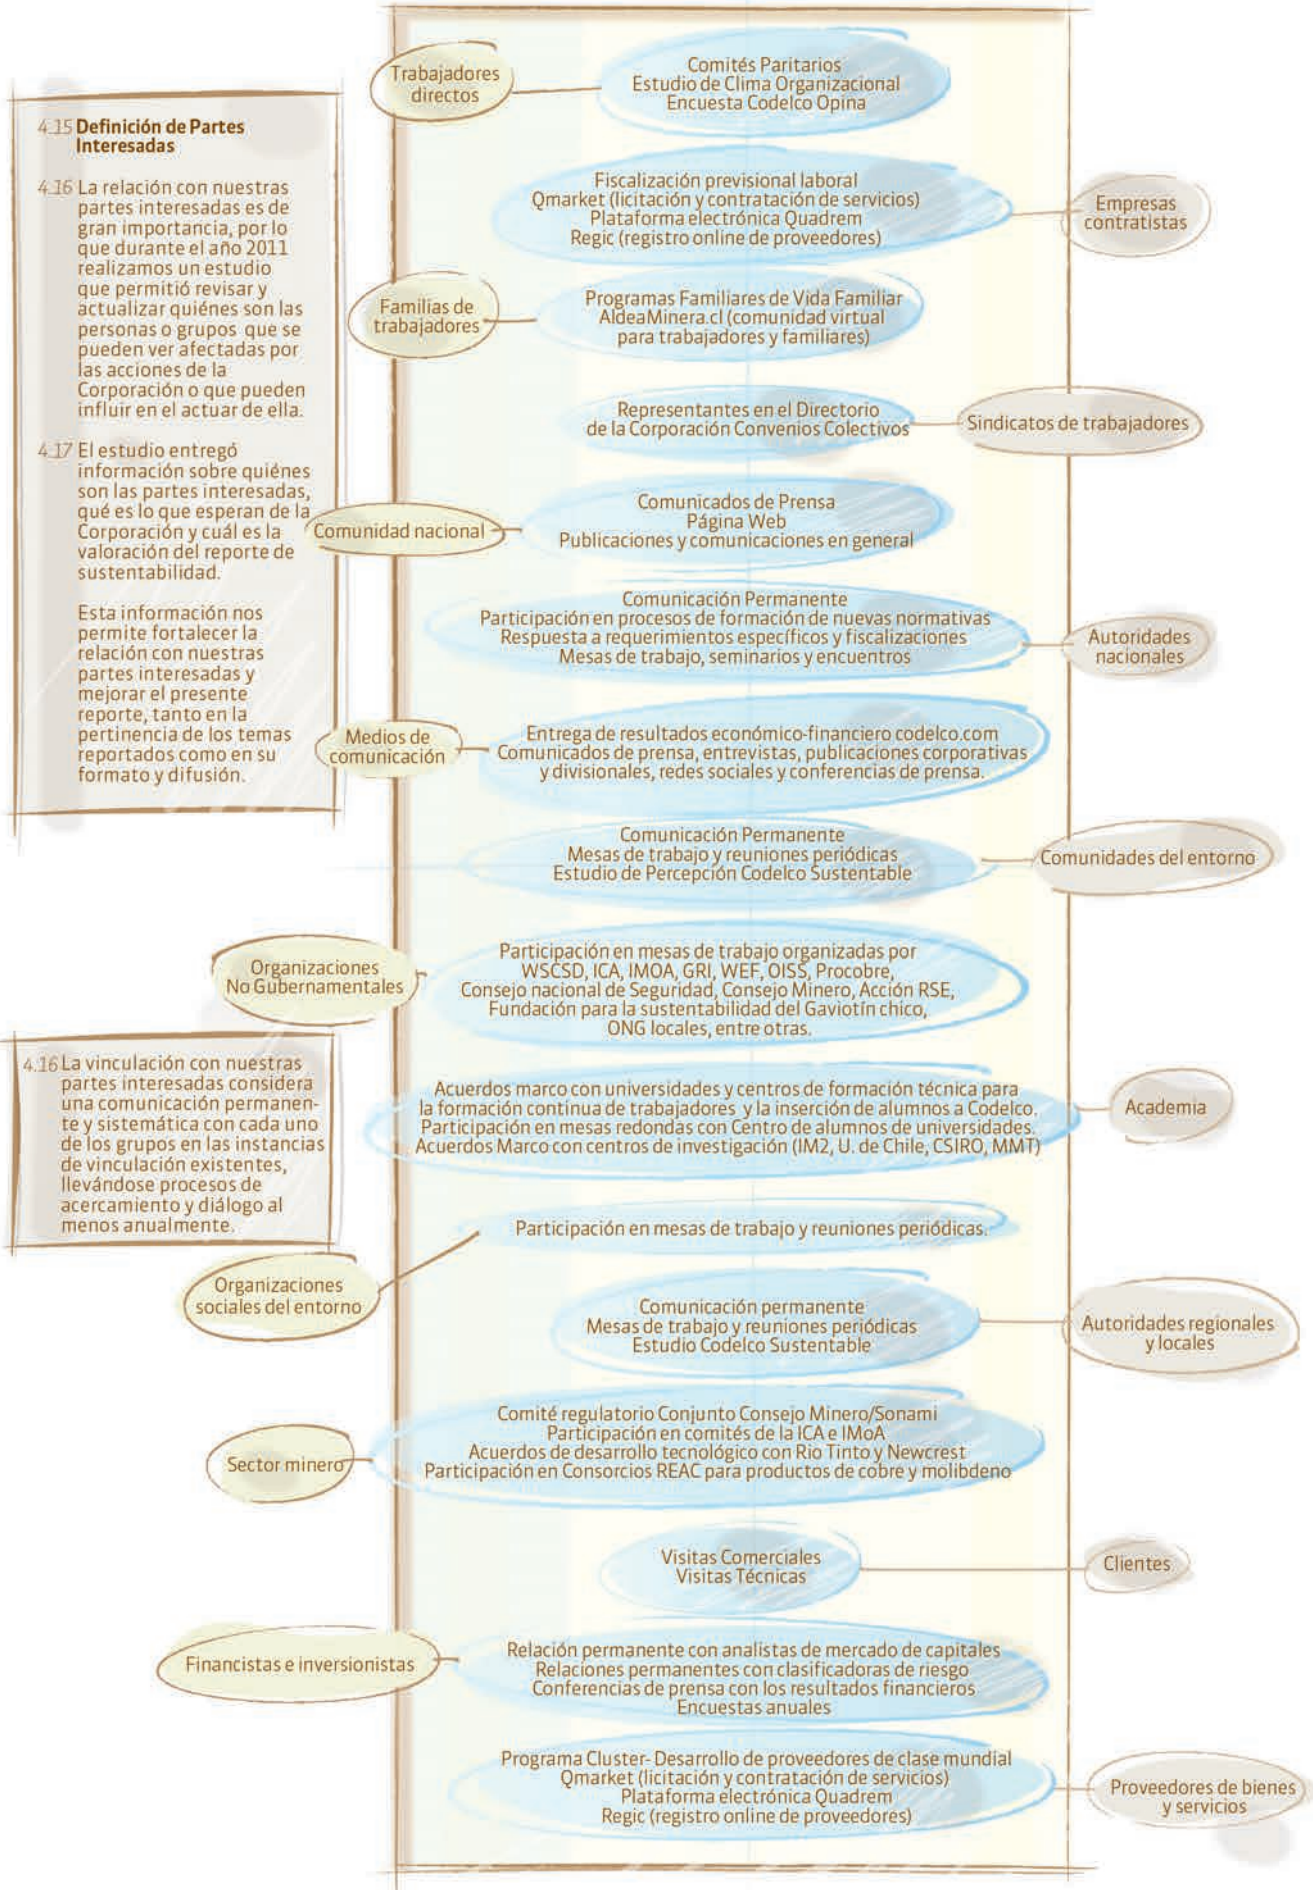 Trabajadores
directos
Comités Paritarios
Estudio de Clima Organizacional
Encuesta Codelco Opina
4.15 Definición de Partes
Interesadas
4.16 La relación con nuestras
partes interesadas es de
gran importancia, por lo
que durante el año 2011
realizamos un estudio
que permitió revisar y
actualizar quiénes son las
personas o grupos que se
pueden ver afectadas por
las acciones de la
Corporación o que pueden
influir en el actuar de ella.
4.17 El estudio entregó
información sobre quiénes
son las partes interesadas,
qué es lo que esperan de la
Corporación y cuál es la
valoración del reporte de
sustentabilidad.
Esta información nos
permite fortalecer la
relación con nuestras
partes interesadas y
mejorar el presente
reporte, tanto en la
pertinencia de los temas
reportados como en su
formato y difusión.
Fiscalización previsional laboral
Qmarket (licitación y contratación de servicios)
Plataforma electrónica Quadrem
Regic (registro online de proveedores)
Empresas
contratistas
Familias de
trabajadores
Programas Familiares de Vida Familiar
AldeaMinera.cl (comunidad virtual
para trabajadores y familiares)
Representantes en el Directorio
de la Corporación Convenios Colectivos
Sindicatos de trabajadores
Comunidad nacional
Comunicados de Prensa
Página Web
Publicaciones y comunicaciones en general
Comunicación Permanente
Participación en procesos de formación de nuevas normativas
Respuesta a requerimientos específicos y fiscalizaciones
Mesas de trabajo, seminarios y encuentros
Autoridades
nacionales
Medios de
comunicación
Entrega de resultados económico-financiero codelco.com
Comunicados de prensa, entrevistas, publicaciones corporativas
y divisionales, redes sociales y conferencias de prensa.
Comunicación Permanente
Mesas de trabajo y reuniones periódicas
Estudio de Percepción Codelco Sustentable
Comunidades del entorno
Organizaciones
No Gubernamentales
Participación en mesas de trabajo organizadas por
WSCSD, ICA, IMOA, GRI, WEF, OISS, Procobre,
Consejo nacional de Seguridad, Consejo Minero, Acción RSE,
Fundación para la sustentabilidad del Gaviotín chico,
ONG locales, entre otras.
4.16 La vinculación con nuestras
partes interesadas considera
una comunicación permanen-
te y sistemática con cada uno
de los grupos en las instancias
de vinculación existentes,
llevándose procesos de
acercamiento y diálogo al
menos anualmente.
Acuerdos marco con universidades y centros de formación técnica para
la formación continua de trabajadores y la inserción de alumnos a Codelco.
Participación en mesas redondas con Centro de alumnos de universidades.
Acuerdos Marco con centros de investigación (IM2, U. de Chile, CSIRO, MMT)
Academia
Participación en mesas de trabajo y reuniones periódicas.
Organizaciones
sociales del entorno
Comunicación permanente
Mesas de trabajo y reuniones periódicas
Estudio Codelco Sustentable
Autoridades regionales
y locales
Sector minero
Comité regulatorio Conjunto Consejo Minero/Sonami
Participación en comités de la ICA e IMoA
Acuerdos de desarrollo tecnológico con Rio Tinto y Newcrest
Participación en Consorcios REAC para productos de cobre y molibdeno
Visitas Comerciales
Visitas Técnicas
Clientes
Financistas e inversionistas
Relación permanente con analistas de mercado de capitales
Relaciones permanentes con clasificadoras de riesgo
Conferencias de prensa con los resultados financieros
Encuestas anuales
Programa Cluster- Desarrollo de proveedores de clase mundial
Qmarket (licitación y contratación de servicios)
Plataforma electrónica Quadrem
Regic (registro online de proveedores)
Proveedores de bienes
y servicios